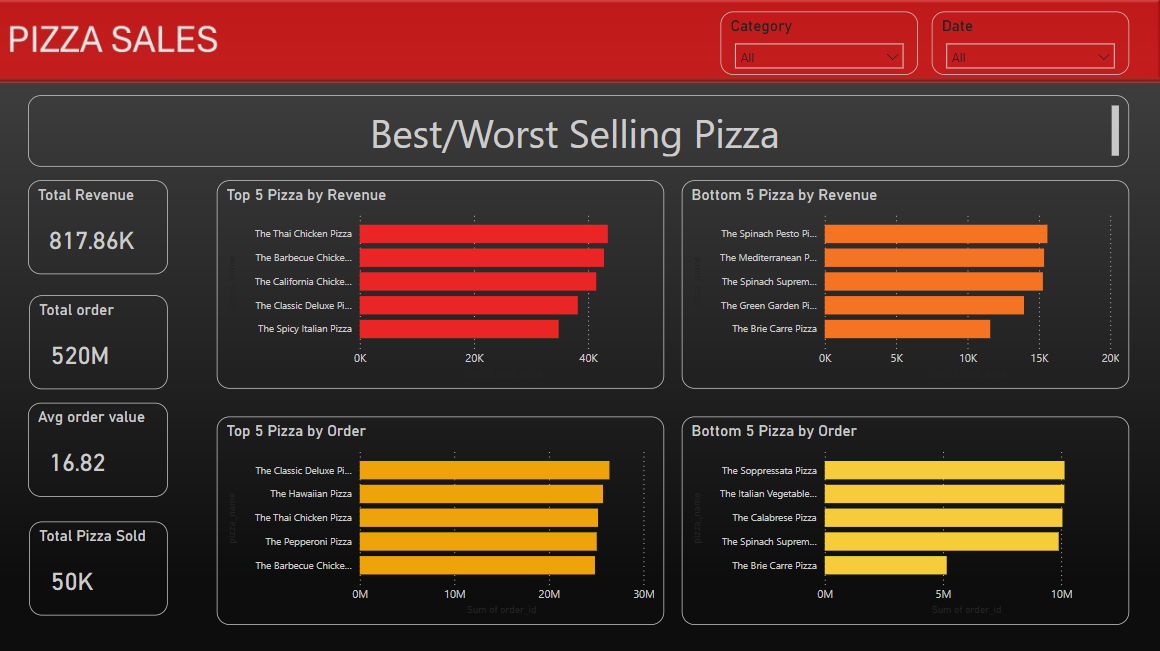 PIZZA SALES
Category
All
Date
All
Best/Worst Selling Pizza
Total Revenue
817.86K
Total order
520M
Avg order value
16.82
Total Pizza Sold
50K
Top 5 Pizza by Revenue
The Thai Chicken Pizza
The Barbecue Chicke...
The California Chicke...
The Classic Deluxe Pi...
The Spicy Italian Pizza
0K 20K 40K
Bottom 5 Pizza by Revenue
The Spinach Pesto Pi...
The Mediterranean P...
The Spinach Suprem...
The Green Garden Pi...
The Brie Carre Pizza
0K 5K 10K 15K 20K
Top 5 Pizza by Order
pizza_name
The Classic Deluxe Pi...
The Hawaiian Pizza
The Thai Chicken Pizza
The Pepperoni Pizza
The Barbecue Chicke...
0M 10M 20M 30M
Sum of order_id
Bottom 5 Pizza by Order
pizza_name
The Soppressata Pizza
The Italian Vegetable...
The Calabrese Pizza
The Spinach Suprem...
The Brie Carre Pizza
0M 5M 10M
Sum of order_id